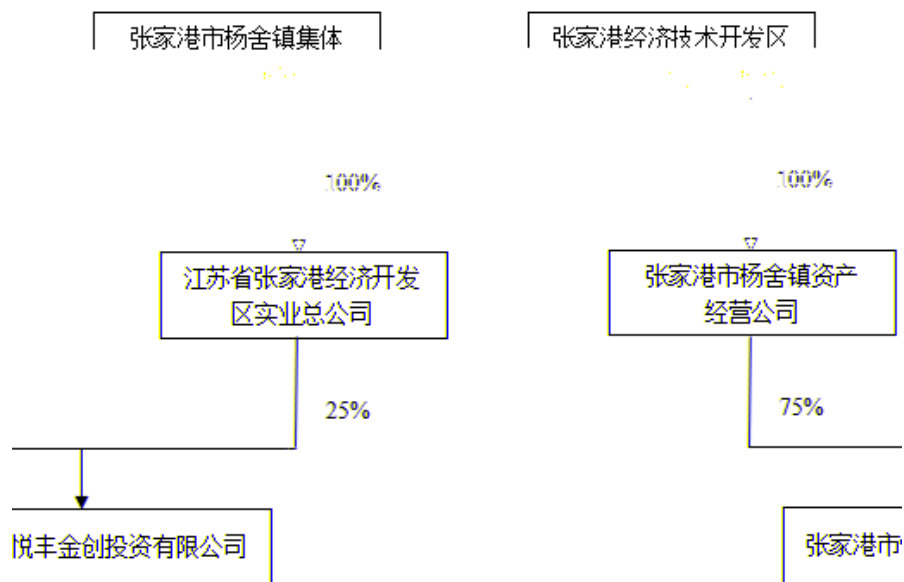 张家港市杨舍镇集体
张家港经济技术开发区
100%
100%
江苏省张家港经济开发
区实业总公司
张家港市杨舍镇资产
经营公司
25%
75%
悦丰金创投资有限公司
张家港市